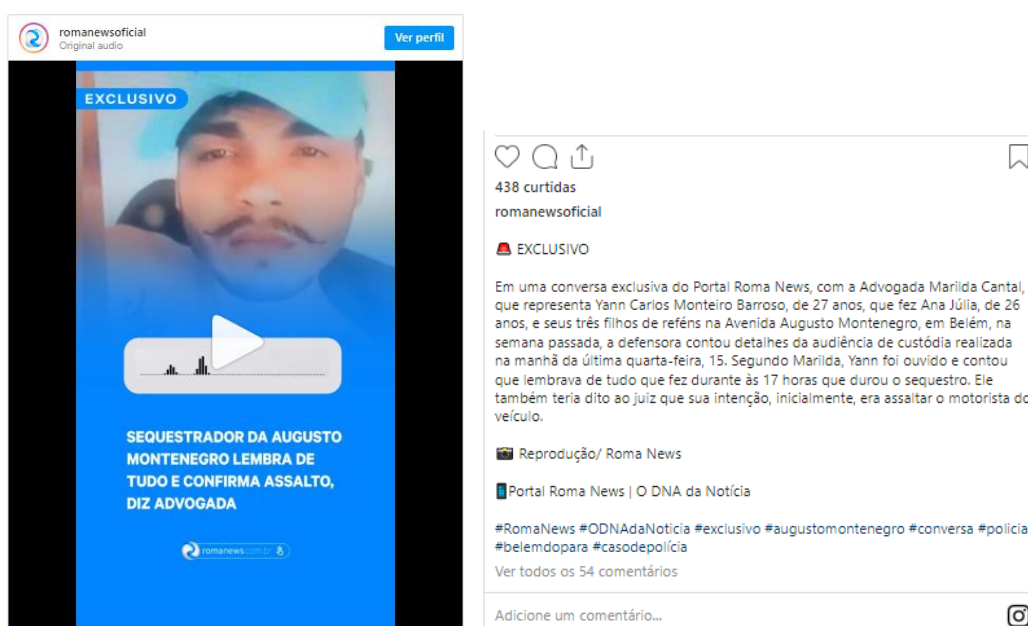 romanewsoficial
Original audio
Ver perfil
EXCLUSIVO
SEQUESTRADOR DA AUGUSTO
MONTENEGRO LEMBRA DE
TUDO E CONFIRMA ASSALTO,
DIZ ADVOGADA
romanews.com.br
438 curtidas
romanewsoficial
EXCLUSIVO
Em uma conversa exclusiva do Portal Roma News, com a Advogada Marilda Cantal,
que representa Yann Carlos Monteiro Barroso, de 27 anos, que fez Ana Júlia, de 26
anos, e seus três filhos de reféns na Avenida Augusto Montenegro, em Belém, na
semana passada, a defensora contou detalhes da audiência de custódia realizada
na manhã da última quarta-feira, 15. Segundo Marilda, Yann foi ouvido e contou
que lembrava de tudo que fez durante às 17 horas que durou o sequestro. Ele
também teria dito ao juiz que sua intenção, inicialmente, era assaltar o motorista do
veículo.
Reprodução/ Roma News
Portal Roma News | O DNA da Notícia
#RomaNews #ODNAdaNoticia #exclusivo #augustomontenegro #conversa #policia
#belemdopara #casodepolícia
Ver todos os 54 comentários
Adicione um comentário...